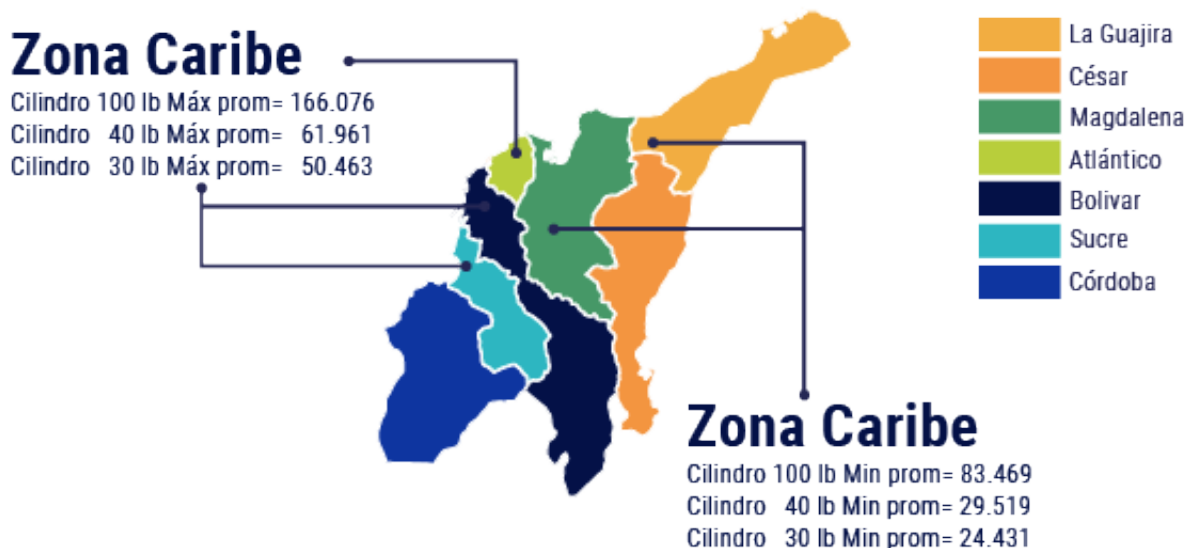 Zona Caribe
Cilindro 100 lb Máx prom= 166.076
Cilindro 40 lb Máx prom= 61.961
Cilindro 30 lb Máx prom= 50.463
La Guajira
César
Magdalena
Atlántico
Bolivar
Sucre
Córdoba
Zona Caribe
Cilindro 100 lb Min prom= 83.469
Cilindro 40 lb Min prom= 29.519
Cilindro 30 lb Min prom= 24.431